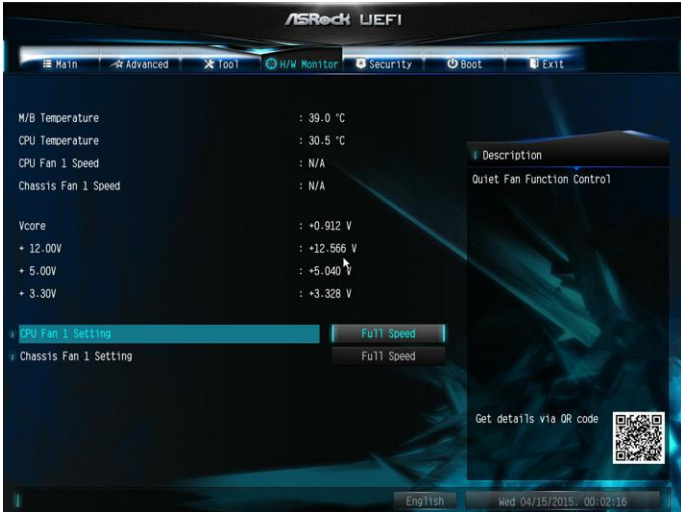 ASRock UEFI
Main Advanced Tool H/W Monitor Security Boot Exit
M/B Temperature : 39.0 °C
CPU Temperature : 30.5 °C
CPU Fan 1 Speed : N/A
Chassis Fan 1 Speed : N/A
Vcore : +0.912 V
+ 12.00V : +12.566 V
+ 5.00V : +5.040 V
+ 3.30V : +3.328 V
CPU Fan 1 Setting Full Speed
Chassis Fan 1 Setting Full Speed
Description
Quiet Fan Function Control
Get details via QR code
English Wed 04/15/2015. 00:02:16